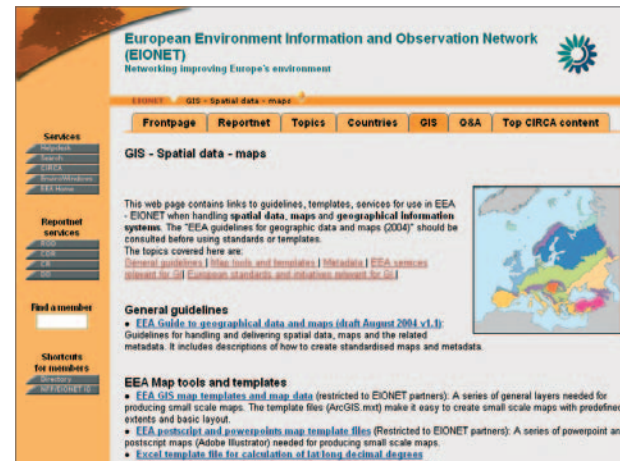 European Environment Information and Observation Network
(EIONET)
Networking improving Europe's environment
EIONET GIS - Spatial data - maps
Frontpage Reportnet Topics Countries GIS Q&A Top CIRCA content
Services
Helpdesk
Search
CIRCA
EnviroWindows
EEA Home
Reportnet
services
ROD
CDR
CR
DD
Find a member
Shortcuts
for members
Directory
NFP/EIONET IG
GIS - Spatial data - maps
This web page contains links to guidelines, templates, services for use in EEA
- EIONET when handling spatial data, maps and geographical information
systems. The "EEA guidelines for geographic data and maps (2004)" should be
consulted before using standards or templates.
The topics covered here are:
General guidelines | Map tools and templates | Metadata | EEA services
relevant for GI | European standards and initiatives relevant for GI |
General guidelines
• EEA Guide to geographical data and maps (draft August 2004 v1.1):
Guidelines for handling and delivering spatial data, maps and the related
metadata. It includes descriptions of how to create standardised maps and metadata.
EEA Map tools and templates
• EEA GIS map templates and map data (restricted to EIONET partners): A series of general layers needed for
producing small scale maps. The template files (ArcGIS.mxt) make it easy to create small scale maps with predefined
extents and basic layout.
• EEA postscript and powerpoints map template files (Restricted to EIONET partners): A series of powerpoint an
postscript maps (Adobe Illustrator) needed for producing small scale maps.
• Excel template file for calculation of lat/long decimal degrees